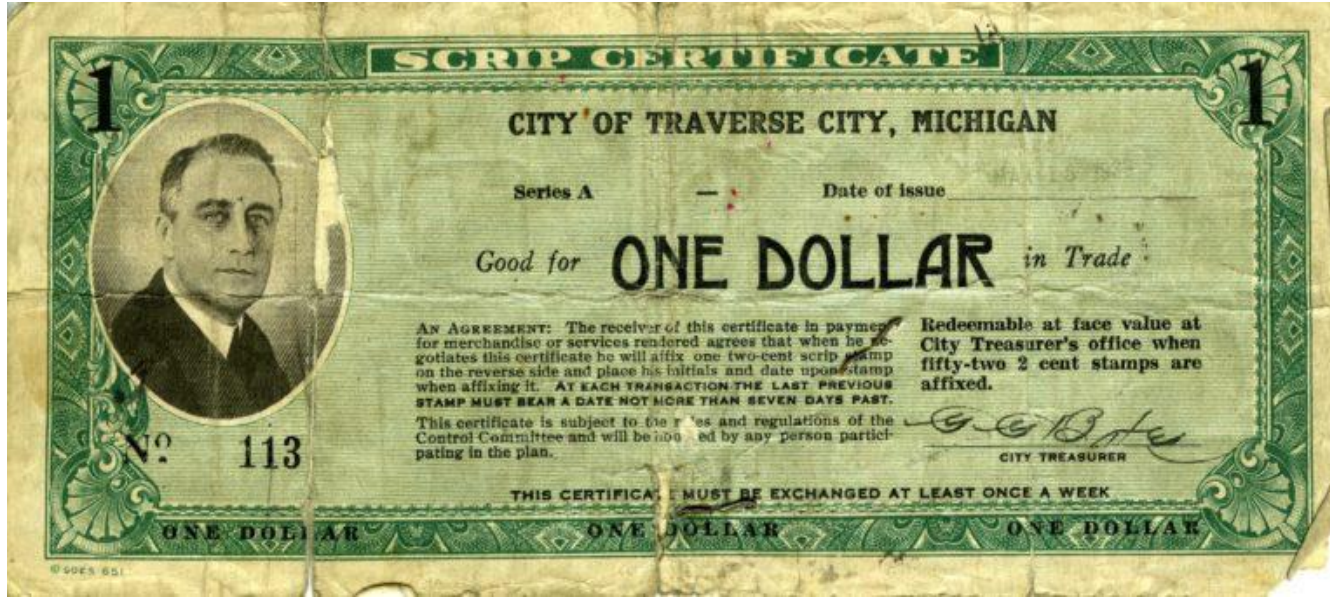 SCRIP CERTIFICATE
1 1
CITY OF TRAVERSE CITY, MICHIGAN
Series A — Date of issue
Good for ONE DOLLAR in Trade
AN AGREEMENT: The receiver of this certificate in payment
for merchandise or services rendered agrees that when he ne-
gotiates this certificate he will affix one two-cent scrip stamp
on the reverse side and place his initials and date upon stamp
when affixing it. AT EACH TRANSACTION THE LAST PREVIOUS
STAMP MUST BEAR A DATE NOT MORE THAN SEVEN DAYS PAST.
This certificate is subject to the rules and regulations of the
Control Committee and will be honored by any person partici-
pating in the plan.
Redeemable at face value at
City Treasurer's office when
fifty-two 2 cent stamps are
affixed.
CITY TREASURER
Nº 113
THIS CERTIFICATE MUST BE EXCHANGED AT LEAST ONCE A WEEK
ONE DOLLAR ONE DOLLAR ONE DOLLAR
© GOES 651